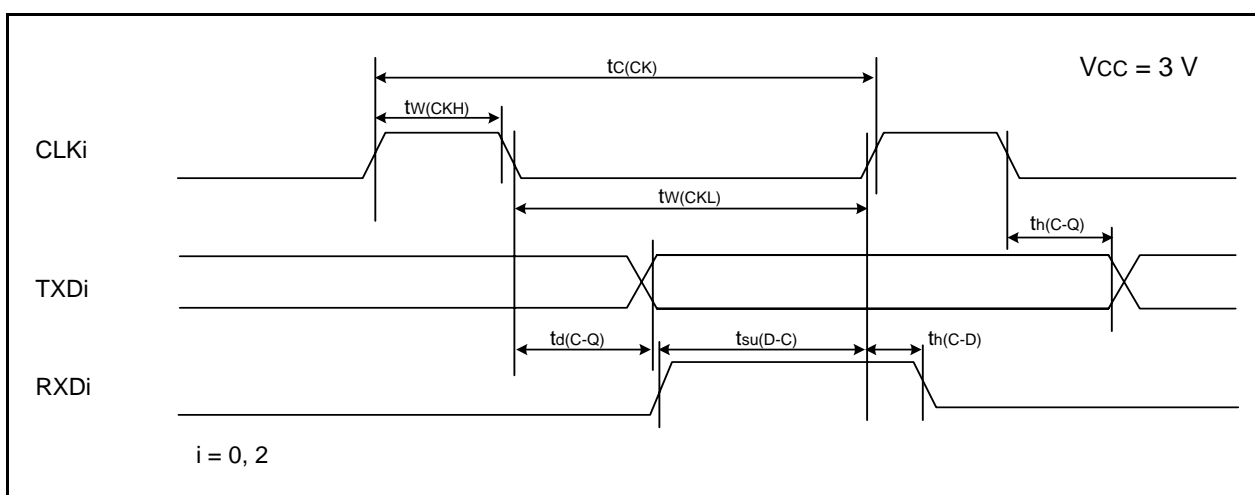 tC(CK)
VCC = 3 V
tW(CKH)
CLKi
tW(CKL)
th(C-Q)
TXDi
td(C-Q)
tsu(D-C)
th(C-D)
RXDi
i = 0, 2